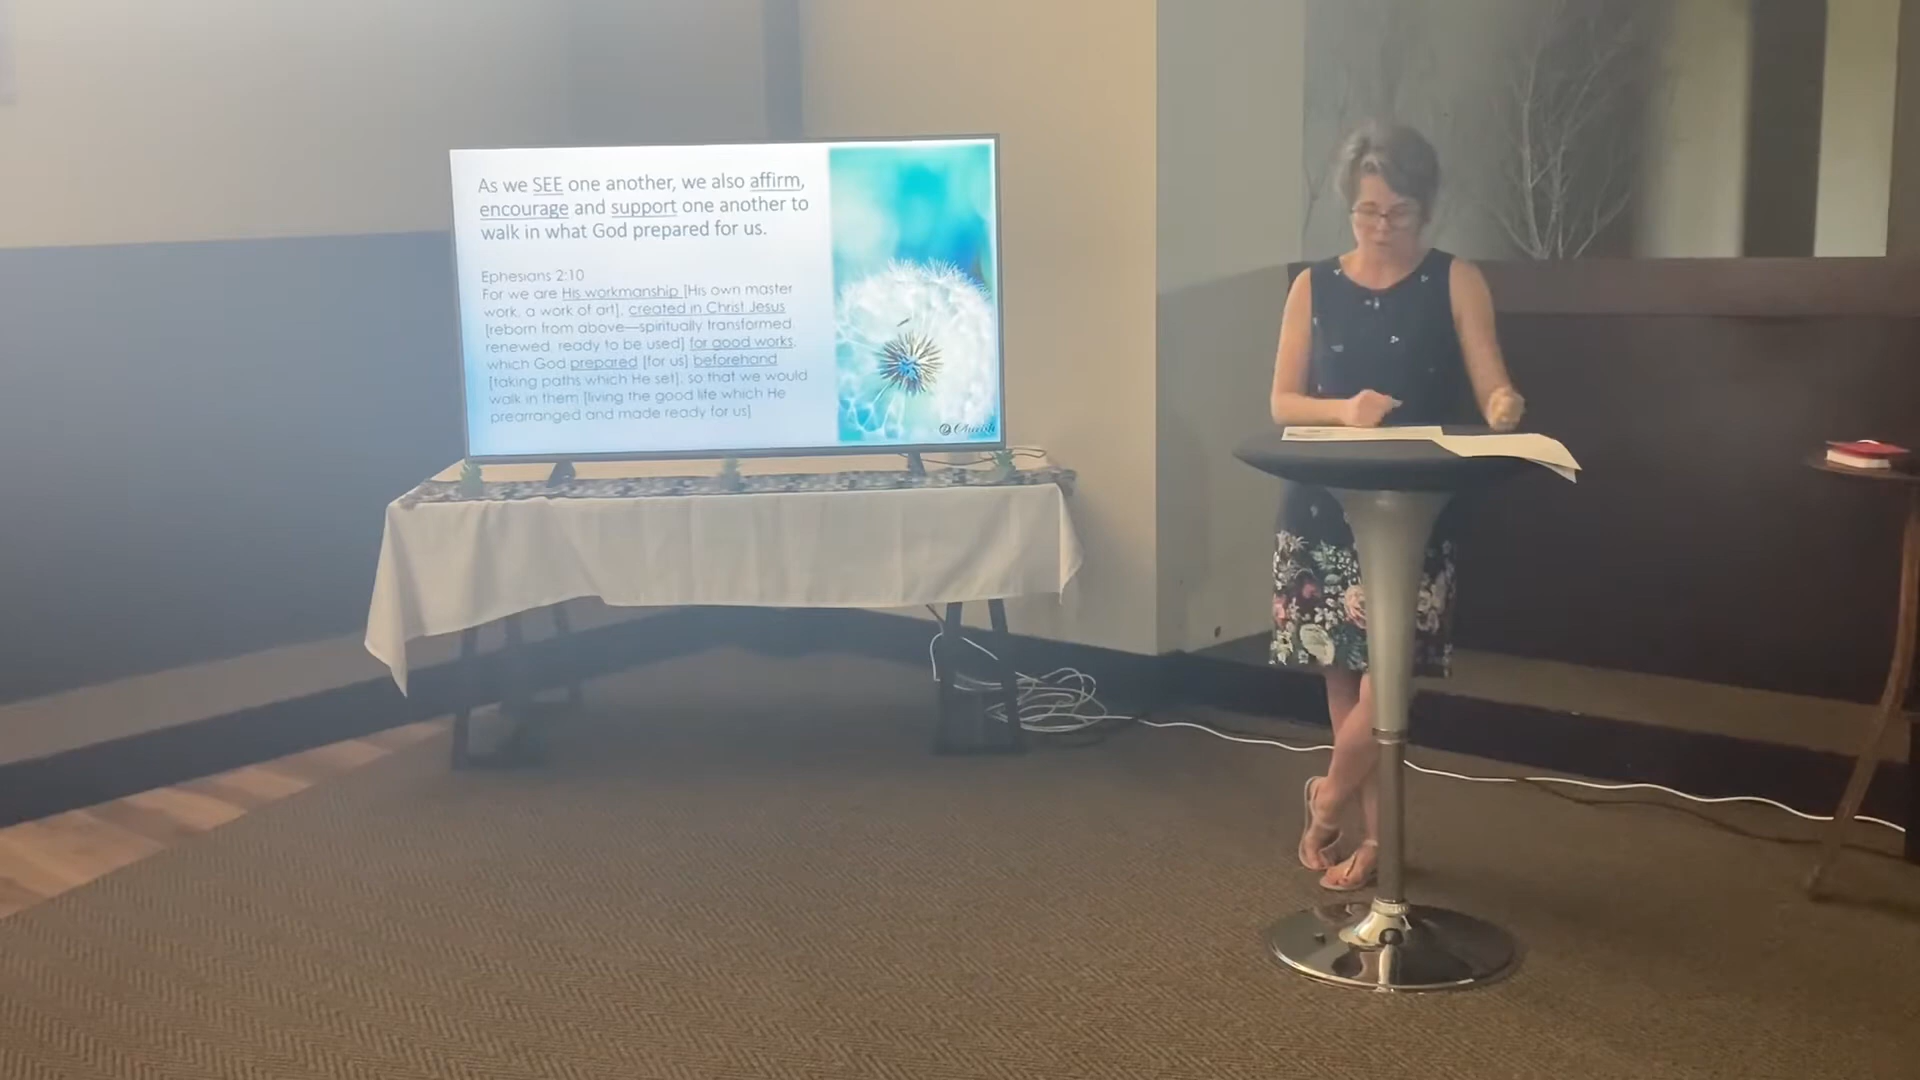 As we SEE one another, we also affirm,
encourage and support one another to
walk in what God prepared for us.
Ephesians 2:10
For we are His workmanship [His own master
work, a work of art], created in Christ Jesus
[reborn from above—spiritually transformed,
renewed, ready to be used] for good works,
which God prepared [for us] beforehand
[taking paths which He set], so that we would
walk in them [living the good life which He
prearranged and made ready for us]
Cherish